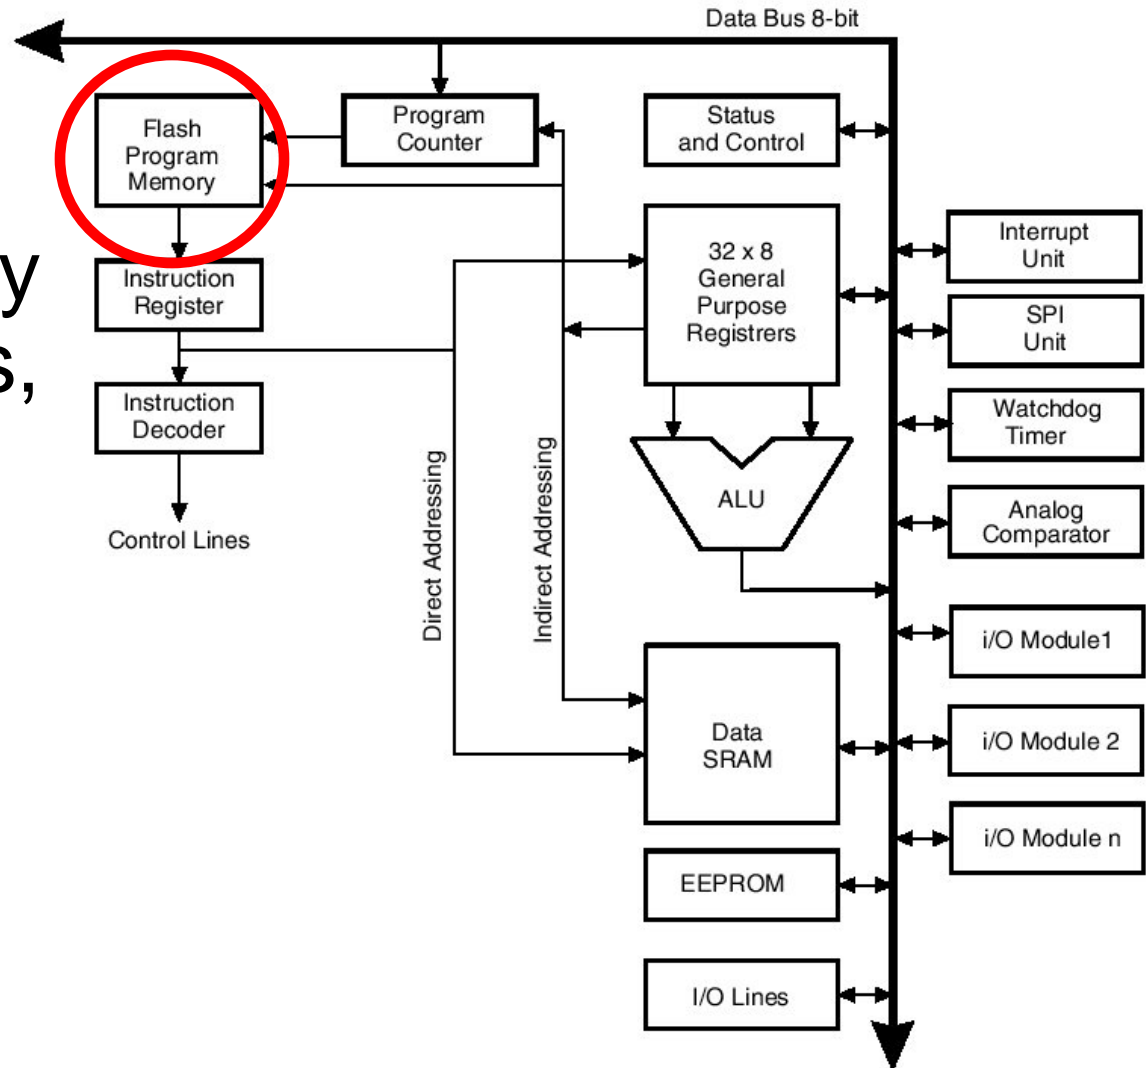 Data Bus 8-bit
Flash
Program
Memory
Program
Counter
Status
and Control
y
s,
Instruction
Register
Instruction
Decoder
Control Lines
Direct Addressing
Indirect Addressing
32 x 8
General
Purpose
Registrers
ALU
Data
SRAM
EEPROM
I/O Lines
Interrupt
Unit
SPI
Unit
Watchdog
Timer
Analog
Comparator
i/O Module1
i/O Module 2
i/O Module n